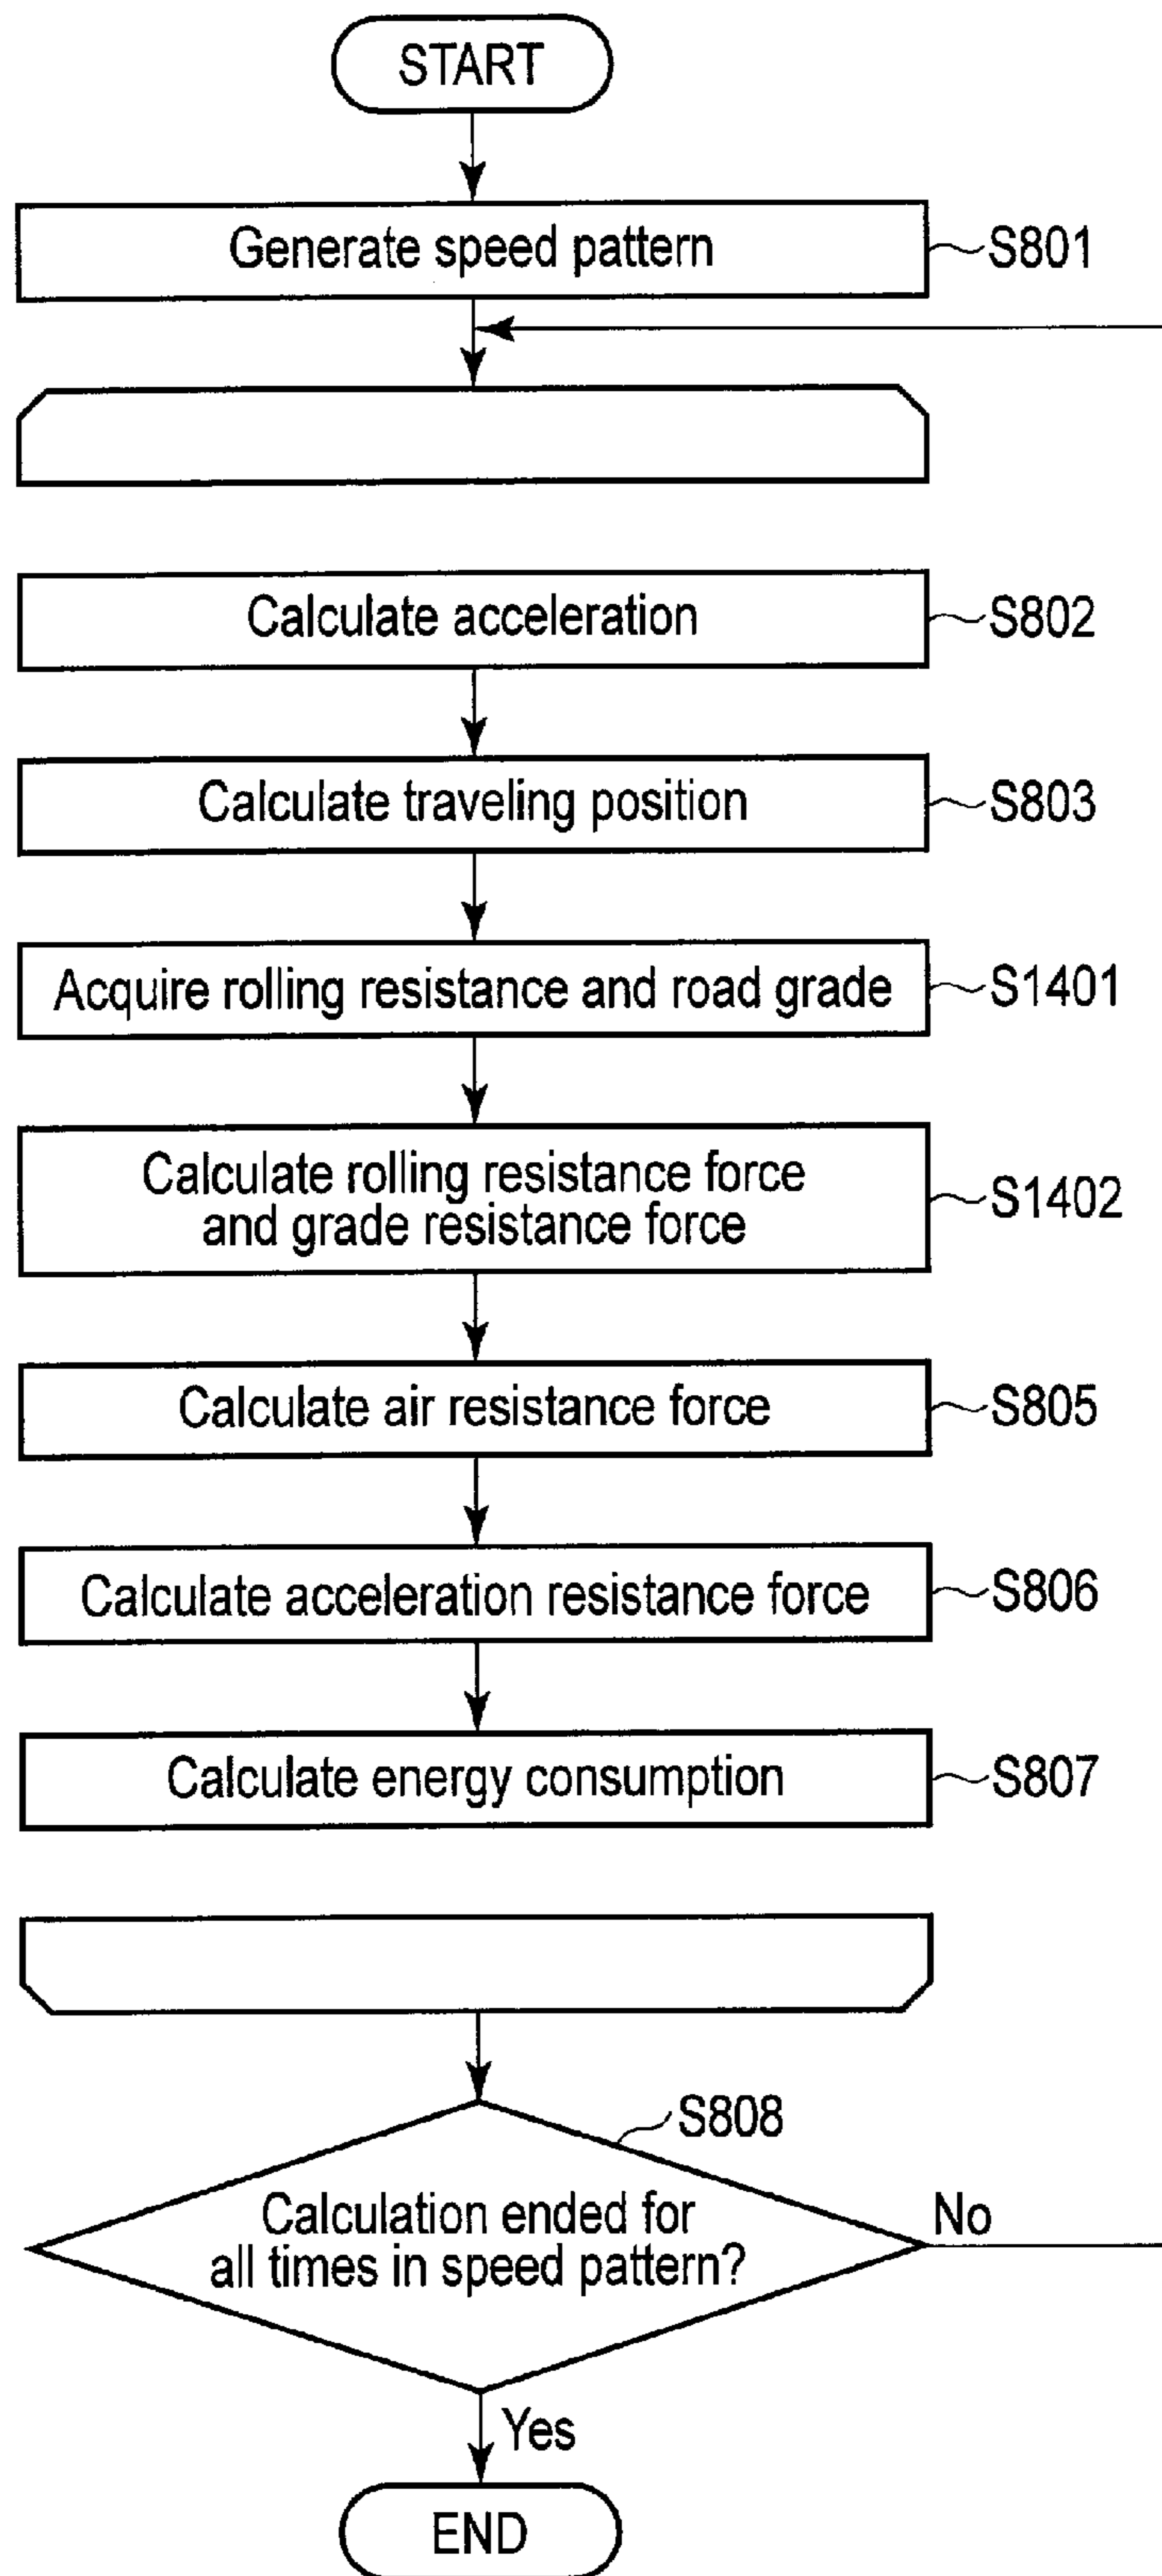 START
Generate speed pattern
S801
Calculate acceleration
S802
Calculate traveling position
S803
Acquire rolling resistance and road grade
S1401
Calculate rolling resistance force
and grade resistance force
S1402
Calculate air resistance force
S805
Calculate acceleration resistance force
S806
Calculate energy consumption
S807
S808
Calculation ended for
all times in speed pattern?
No
Yes
END